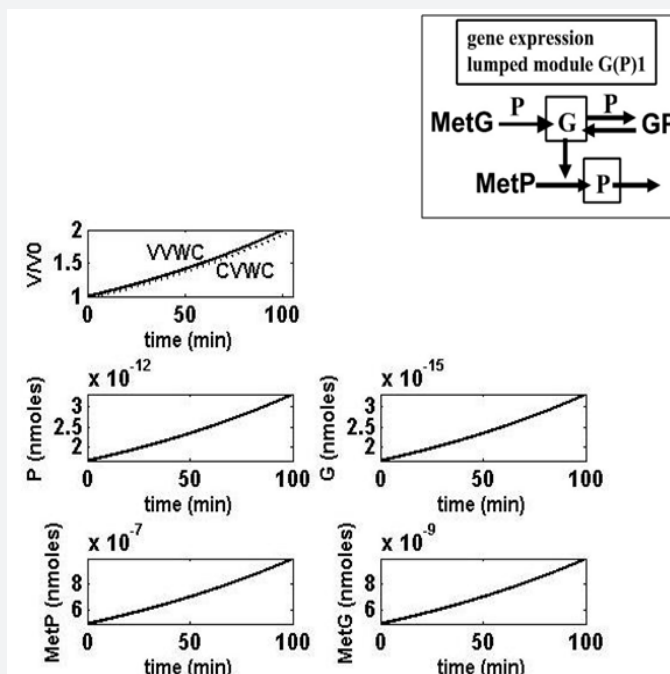 gene expression
lumped module G(P)1
P
P
MetG
G
GP
MetP
P
2
1.5
1
V/V0
VVWC
CVWC
0
50
100
time (min)
x 10^-12
3
2.5
2
P (nmoles)
0
50
100
time (min)
x 10^-15
3
2.5
2
G (nmoles)
0
50
100
time (min)
x 10^-7
8
6
MetP (nmoles)
0
50
100
time (min)
x 10^-9
8
6
MetG (nmoles)
0
50
100
time (min)